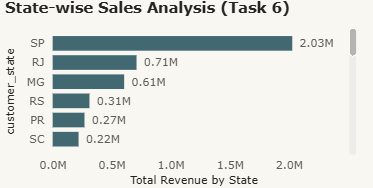 State-wise Sales Analysis (Task 6)
customer_state
SP 2.03M
RJ 0.71M
MG 0.61M
RS 0.31M
PR 0.27M
SC 0.22M
0.0M 0.5M 1.0M 1.5M 2.0M
Total Revenue by State